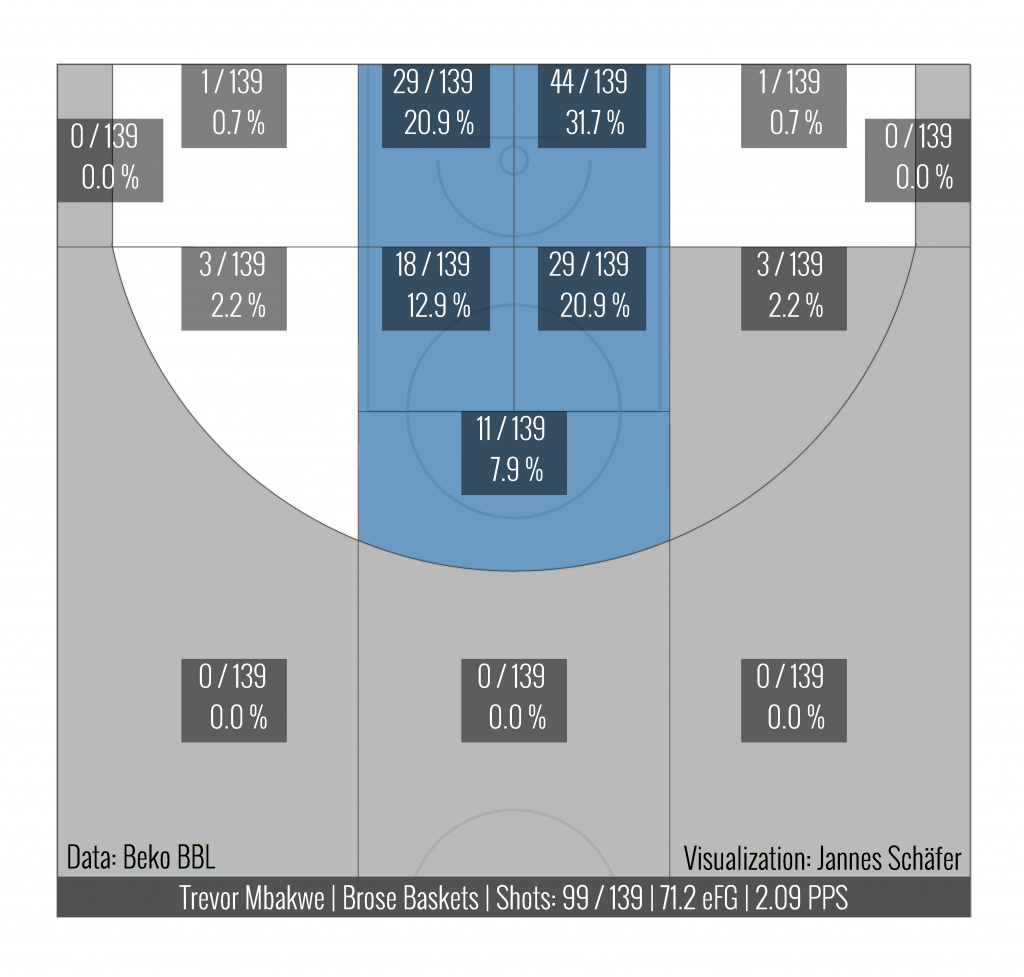 1 / 139
0.7 %
29 / 139
20.9 %
44 / 139
31.7 %
1 / 139
0.7 %
0 / 139
0.0 %
0 / 139
0.0 %
3 / 139
2.2 %
18 / 139
12.9 %
29 / 139
20.9 %
3 / 139
2.2 %
11 / 139
7.9 %
0 / 139
0.0 %
0 / 139
0.0 %
0 / 139
0.0 %
Data: Beko BBL
Visualization: Jannes Schäfer
Trevor Mbakwe | Brose Baskets | Shots: 99 / 139 | 71.2 eFG | 2.09 PPS